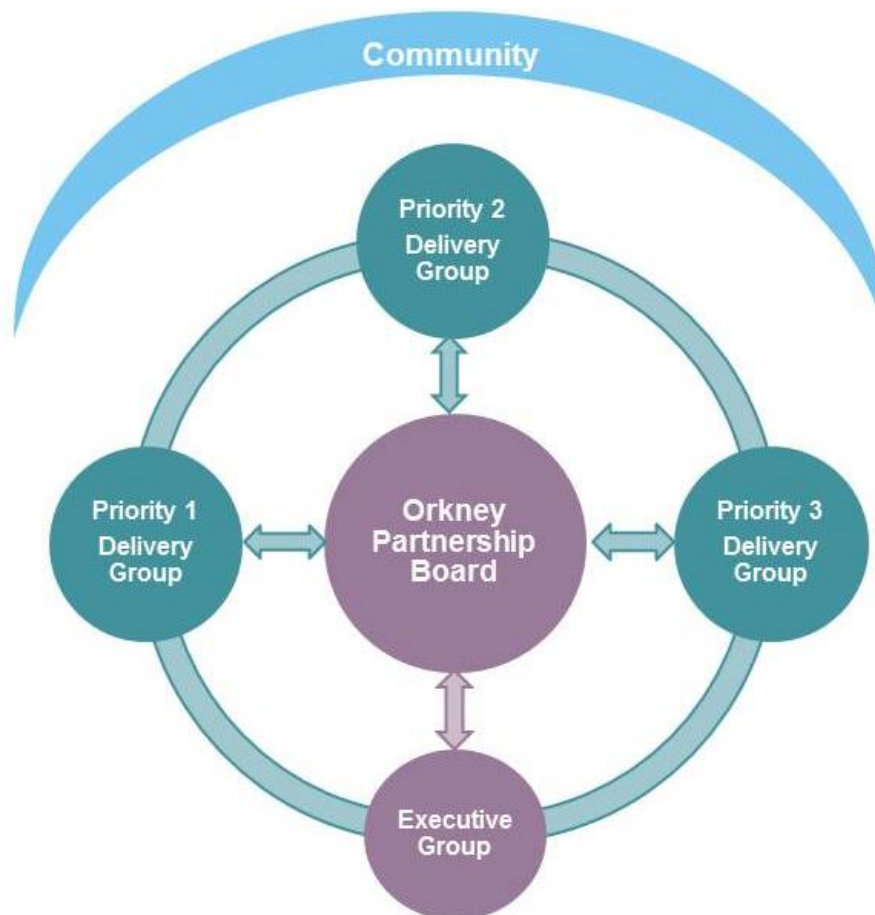 Community
Priority 2
Delivery
Group
Priority 1
Delivery
Group
Orkney
Partnership
Board
Priority 3
Delivery
Group
Executive
Group